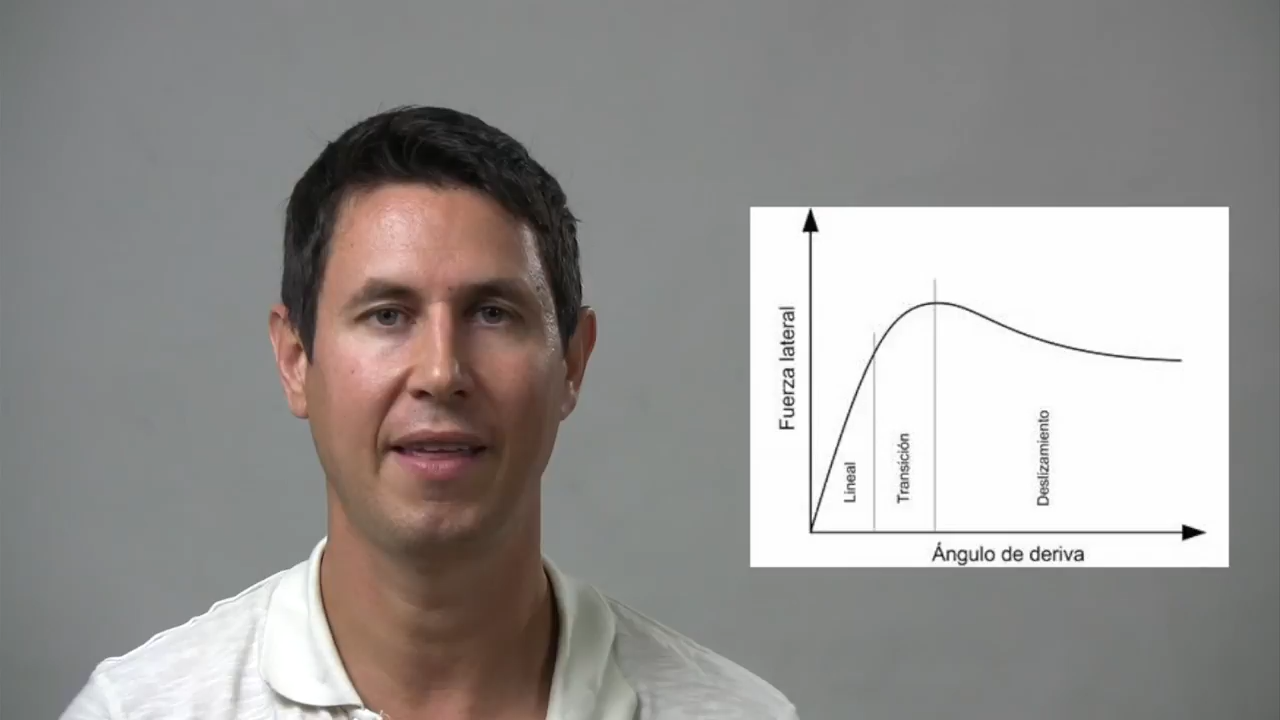 Fuerza lateral
Lineal
Transición
Deslizamiento
Ángulo de deriva